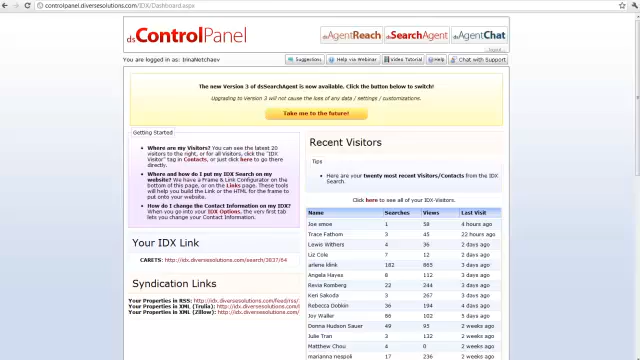 controlpanel.diversesolutions.com/IDX/Dashboard.aspx
dsControlPanel
dsAgentReach dsSearchAgent dsAgentChat
You are logged in as: IrinaNetchaev
Suggestions Help via Webinar Video Tutorial Help Chat with Support
The new Version 3 of dsSearchAgent is now available. Click the button below to switch!
Upgrading to Version 3 will not cause the loss of any data / settings / customizations.
Take me to the future!
Getting Started
Where are my Visitors? You can see the latest 20
visitors to the right, or for all Visitors, click the "IDX
Visitor" tag in Contacts, or just click here to go there
directly.
Where and how do I put my IDX Search on my
website? We have a Frame & Link Configurator on the
bottom of this page, or on the Links page. These tools
will help you build the Link or the HTML for the frame to
put onto your website.
How do I change the Contact Information on my IDX?
When you go into your IDX Options, the very first tab
lets you change your Contact Information.
Your IDX Link
CARETS: http://idx.diversesolutions.com/search/3837/64
Syndication Links
Your Properties in RSS: http://idx.diversesolutions.com/feed/rss/
Your Properties in XML (Trulia): http://idx.diversesolutions.com/
Your Properties in XML (Zillow): http://idx.diversesolutions.com/
Recent Visitors
Tips
Here are your twenty most recent Visitors/Contacts from the IDX
Search.
Click here to see all of your IDX-Visitors.
Name Searches Views Last Visit
Joe smoe 1 58 4 hours ago
Trace Fathom 3 45 22 hours ago
Lewis Withers 4 36 2 days ago
Liz Cole 7 12 2 days ago
arlene klink 182 865 3 days ago
Angela Hayes 8 112 3 days ago
Revia Romberg 22 244 3 days ago
Keri Sakoda 3 267 3 days ago
Rebecca Dobkin 36 194 4 days ago
Joy Waller 88 102 5 days ago
Donna Hudson Sauer 49 95 2 weeks ago
Julie Tran 3 132 2 weeks ago
Matthew Chou 4 0 2 weeks ago
marianna nespoli 17 236 2 weeks ago